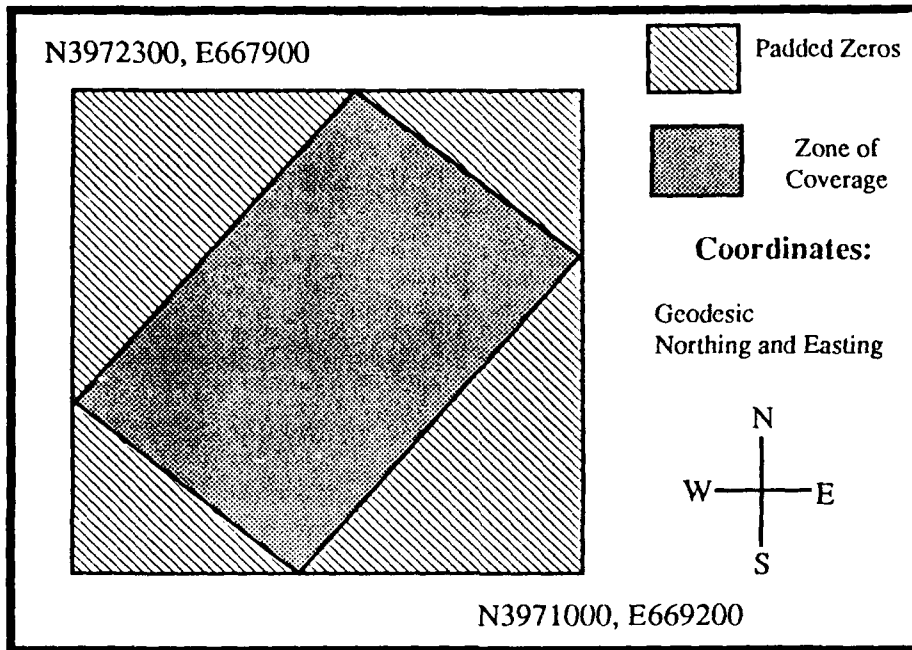 N3972300, E667900
Padded Zeros
Zone of
Coverage
Coordinates:
Geodesic
Northing and Easting
N
W
E
S
N3971000, E669200